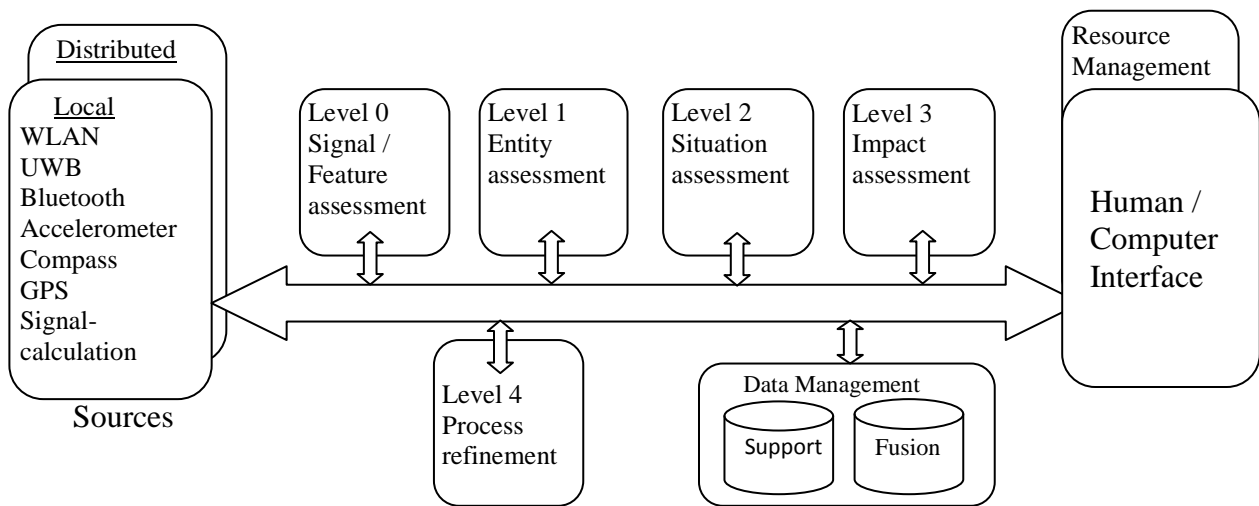 Distributed
Local
WLAN
UWB
Bluetooth
Accelerometer
Compass
GPS
Signal-
calculation
Sources
Level 0
Signal /
Feature
assessment
Level 1
Entity
assessment
Level 2
Situation
assessment
Level 3
Impact
assessment
Resource
Management
Human /
Computer
Interface
Level 4
Process
refinement
Data Management
Support
Fusion